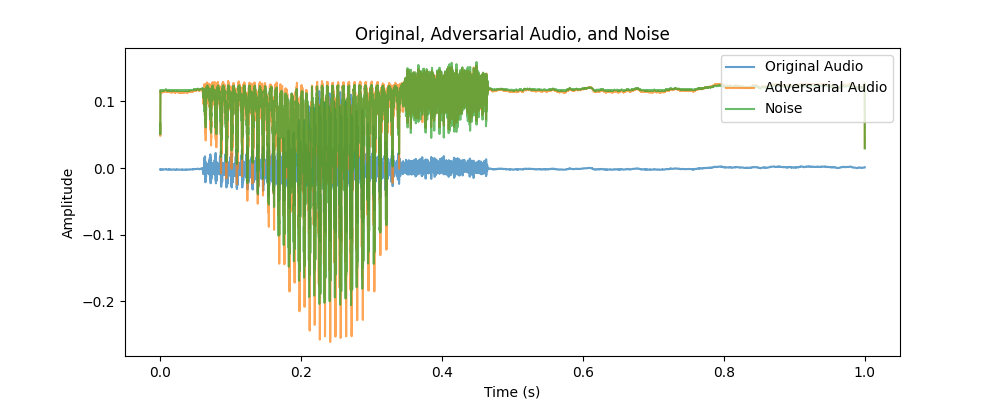 Original, Adversarial Audio, and Noise
Original Audio
Adversarial Audio
Noise
Amplitude
0.1
0.0
−0.1
−0.2
0.0
0.2
0.4
0.6
0.8
1.0
Time (s)